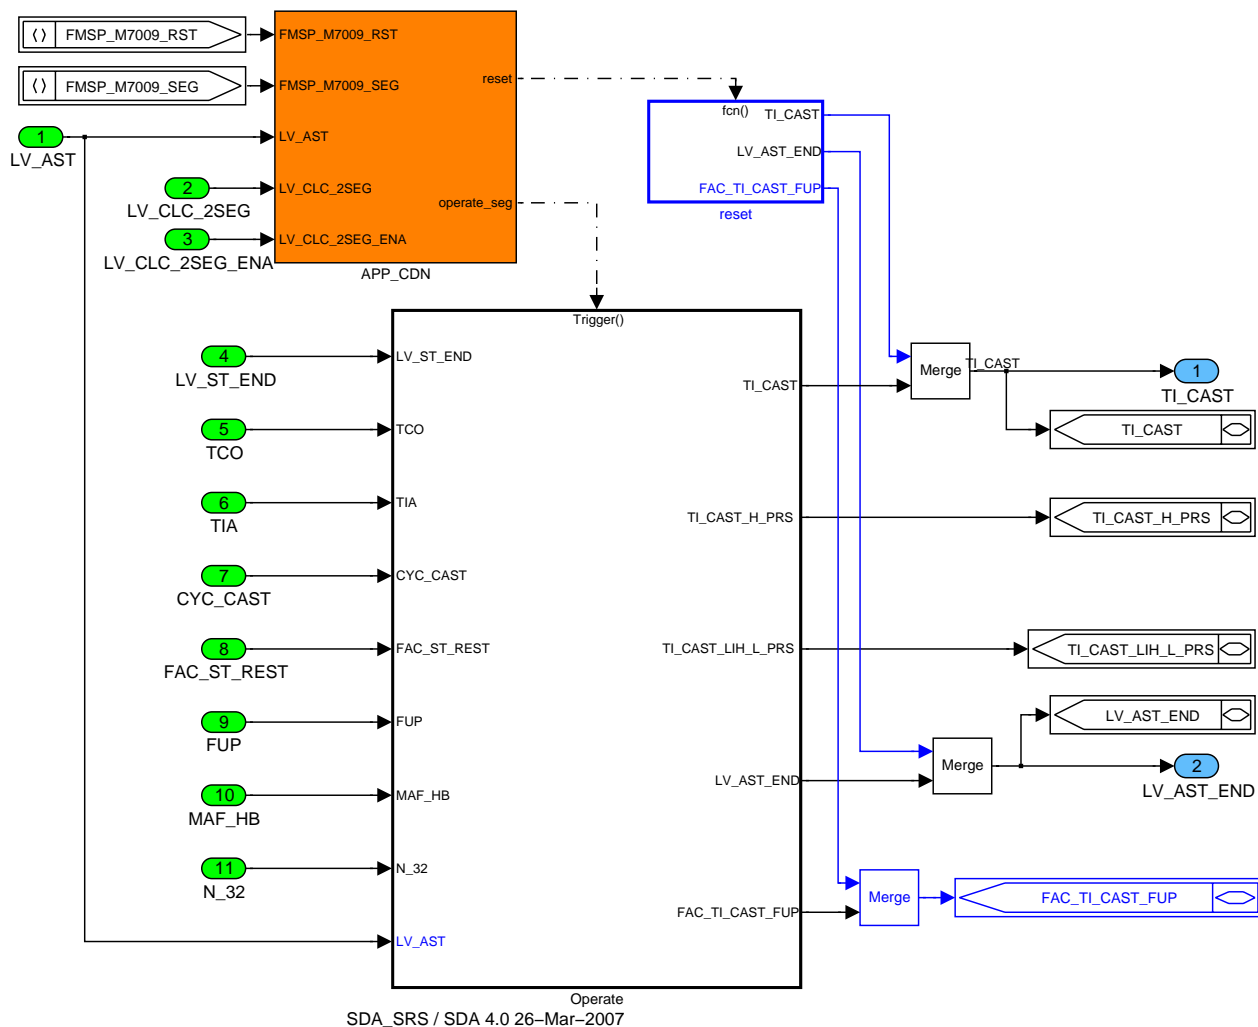 FMSP_M7009_RST
FMSP_M7009_SEG
1
LV_AST
2
LV_CLC_2SEG
3
LV_CLC_2SEG_ENA
FMSP_M7009_RST
FMSP_M7009_SEG
LV_AST
LV_CLC_2SEG
LV_CLC_2SEG_ENA
reset
operate_seg
APP_CDN
fcn()
TI_CAST
LV_AST_END
FAC_TI_CAST_FUP
reset
4
LV_ST_END
5
TCO
6
TIA
7
CYC_CAST
8
FAC_ST_REST
9
FUP
10
MAF_HB
11
N_32
Trigger()
LV_ST_END
TCO
TIA
CYC_CAST
FAC_ST_REST
FUP
MAF_HB
N_32
LV_AST
TI_CAST
TI_CAST_H_PRS
TI_CAST_LIH_L_PRS
LV_AST_END
FAC_TI_CAST_FUP
Operate
Merge
TI_CAST
1
TI_CAST
TI_CAST
TI_CAST_H_PRS
TI_CAST_LIH_L_PRS
LV_AST_END
Merge
2
LV_AST_END
Merge
FAC_TI_CAST_FUP
SDA_SRS / SDA 4.0 26–Mar–2007